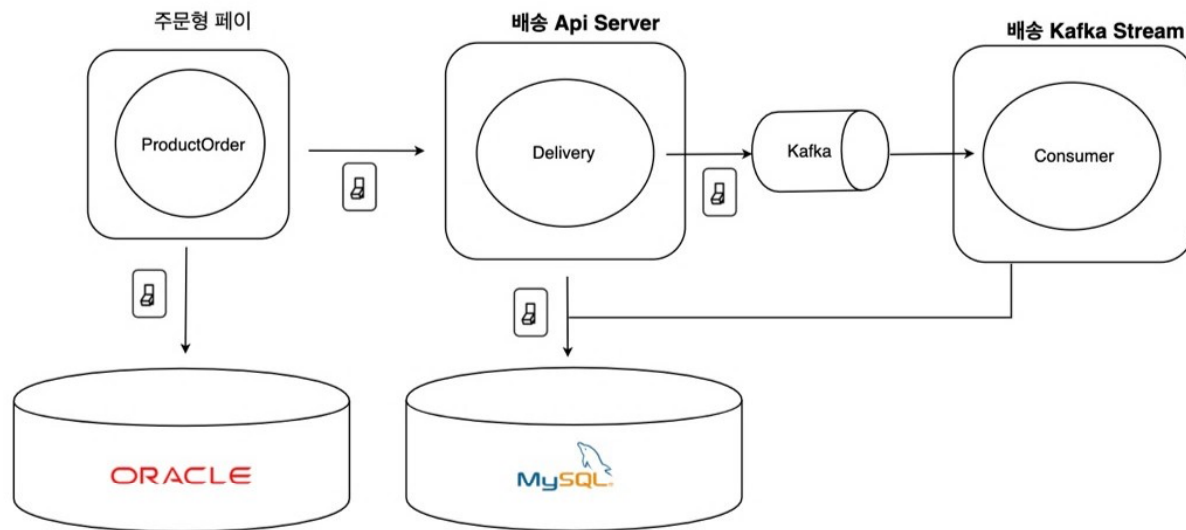 주문형 페이
배송 Api Server
배송 Kafka Stream
ProductOrder
Delivery
Kafka
Consumer
ORACLE
MySQL